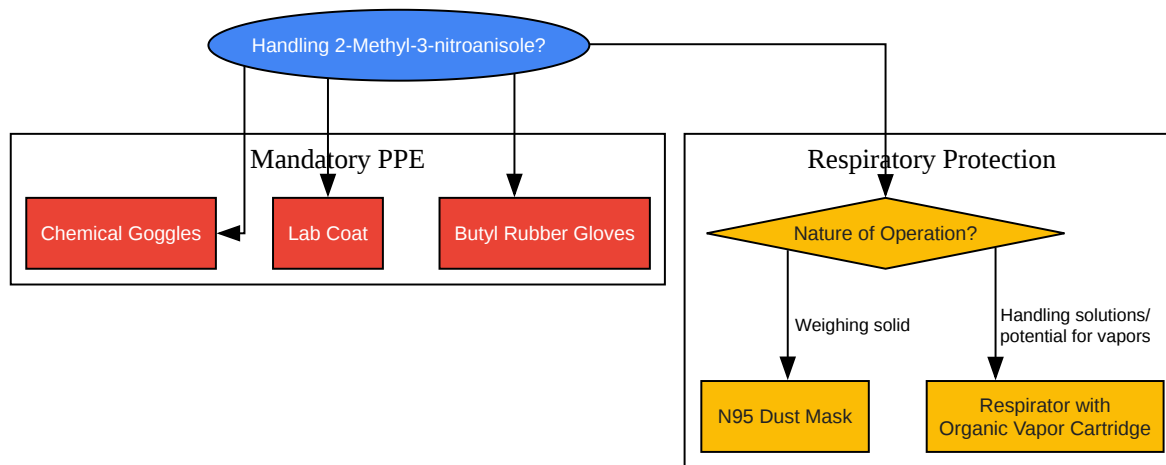 Handling 2-Methyl-3-nitroanisole?
Mandatory PPE
Respiratory Protection
Chemical Goggles
Lab Coat
Butyl Rubber Gloves
Nature of Operation?
Weighing solid
Handling solutions/
potential for vapors
N95 Dust Mask
Respirator with
Organic Vapor Cartridge